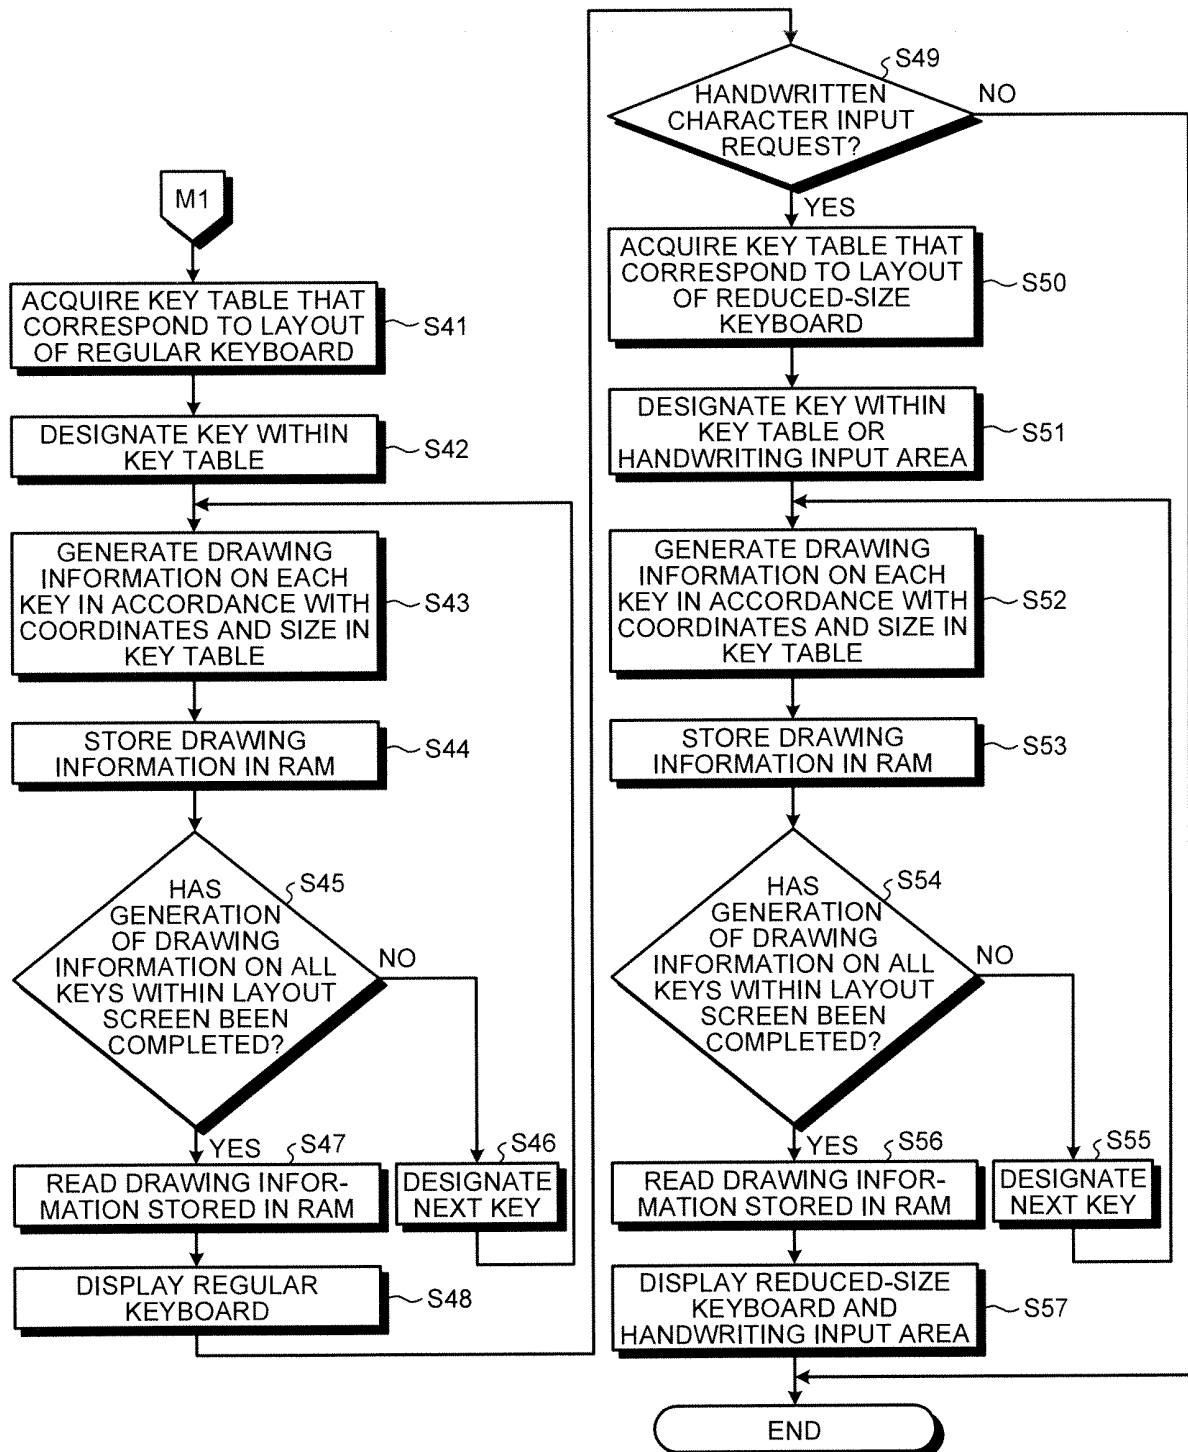 M1
ACQUIRE KEY TABLE THAT
CORRESPOND TO LAYOUT
OF REGULAR KEYBOARD
S41
DESIGNATE KEY WITHIN
KEY TABLE
S42
GENERATE DRAWING
INFORMATION ON EACH
KEY IN ACCORDANCE WITH
COORDINATES AND SIZE IN
KEY TABLE
S43
STORE DRAWING
INFORMATION IN RAM
S44
HAS
GENERATION
OF DRAWING
INFORMATION ON ALL
KEYS WITHIN LAYOUT
SCREEN BEEN
COMPLETED?
S45
NO
YES
S47
READ DRAWING INFOR-
MATION STORED IN RAM
S46
DESIGNATE
NEXT KEY
DISPLAY REGULAR
KEYBOARD
S48
S49
HANDWRITTEN
CHARACTER INPUT
REQUEST?
NO
YES
ACQUIRE KEY TABLE THAT
CORRESPOND TO LAYOUT
OF REDUCED-SIZE
KEYBOARD
S50
DESIGNATE KEY WITHIN
KEY TABLE OR
HANDWRITING INPUT AREA
S51
GENERATE DRAWING
INFORMATION ON EACH
KEY IN ACCORDANCE WITH
COORDINATES AND SIZE IN
KEY TABLE
S52
STORE DRAWING
INFORMATION IN RAM
S53
HAS
GENERATION
OF DRAWING
INFORMATION ON ALL
KEYS WITHIN LAYOUT
SCREEN BEEN
COMPLETED?
S54
NO
YES
S56
READ DRAWING INFOR-
MATION STORED IN RAM
S55
DESIGNATE
NEXT KEY
DISPLAY REDUCED-SIZE
KEYBOARD AND
HANDWRITING INPUT AREA
S57
END